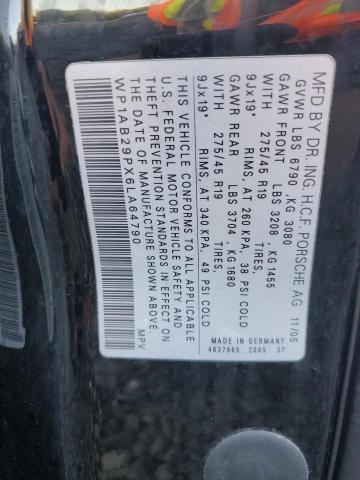 MFD BY DR. ING. H.C.F. PORSCHE AG 11/05
GVWR LBS 6790 ,KG 3080
GAWR FRONT LBS 3208 ,KG 1455
WITH 275/45 R19 TIRES,
9Jx19" RIMS, AT 260 KPA, 38 PSI COLD
GAWR REAR LBS 3704 ,KG 1680
WITH 275/45 R19 TIRES,
9Jx19" RIMS, AT 340 KPA, 49 PSI COLD
THIS VEHICLE CONFORMS TO ALL APPLICABLE
U.S. FEDERAL MOTOR VEHICLE SAFETY AND
THEFT PREVENTION STANDARDS IN EFFECT ON
THE DATE OF MANUFACTURE SHOWN ABOVE.
WP1AB29PX6LA64790 MPV
MADE IN GERMANY
4837965 2005 37